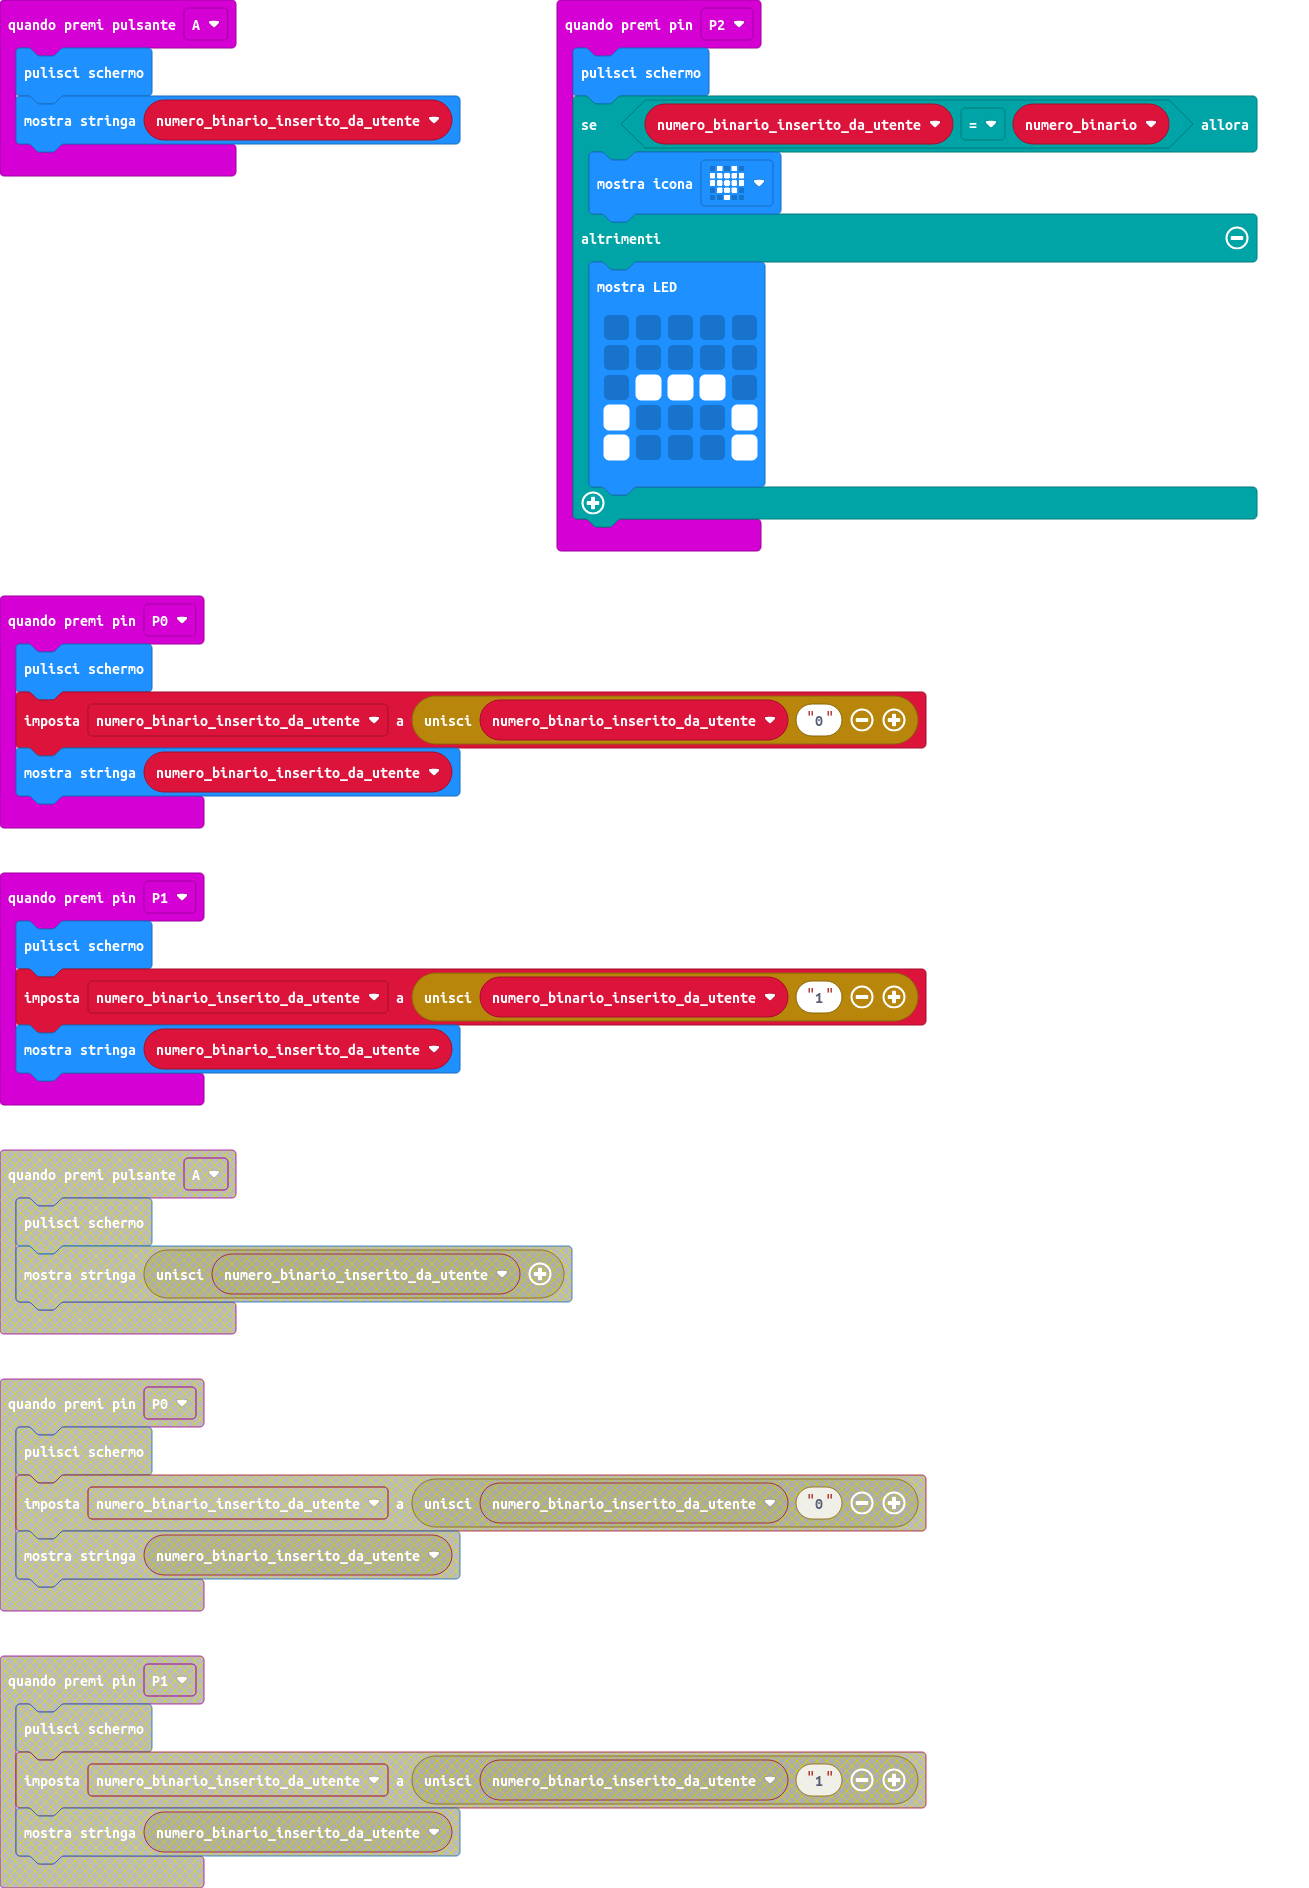 quando premi pulsante A
pulisci schermo
mostra stringa numero_binario_inserito_da_utente
quando premi pin P2
pulisci schermo
se numero_binario_inserito_da_utente = numero_binario allora
mostra icona
altrimenti
mostra LED
quando premi pin P0
pulisci schermo
imposta numero_binario_inserito_da_utente a unisci numero_binario_inserito_da_utente "0"
mostra stringa numero_binario_inserito_da_utente
quando premi pin P1
pulisci schermo
imposta numero_binario_inserito_da_utente a unisci numero_binario_inserito_da_utente "1"
mostra stringa numero_binario_inserito_da_utente
quando premi pulsante A
pulisci schermo
mostra stringa unisci numero_binario_inserito_da_utente
quando premi pin P0
pulisci schermo
imposta numero_binario_inserito_da_utente a unisci numero_binario_inserito_da_utente "0"
mostra stringa numero_binario_inserito_da_utente
quando premi pin P1
pulisci schermo
imposta numero_binario_inserito_da_utente a unisci numero_binario_inserito_da_utente "1"
mostra stringa numero_binario_inserito_da_utente